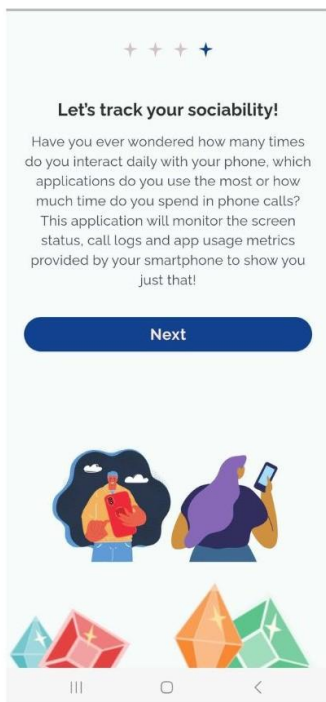 Let's track your sociability!
Have you ever wondered how many times
do you interact daily with your phone, which
applications do you use the most or how
much time do you spend in phone calls?
This application will monitor the screen
status, call logs and app usage metrics
provided by your smartphone to show you
just that!
Next